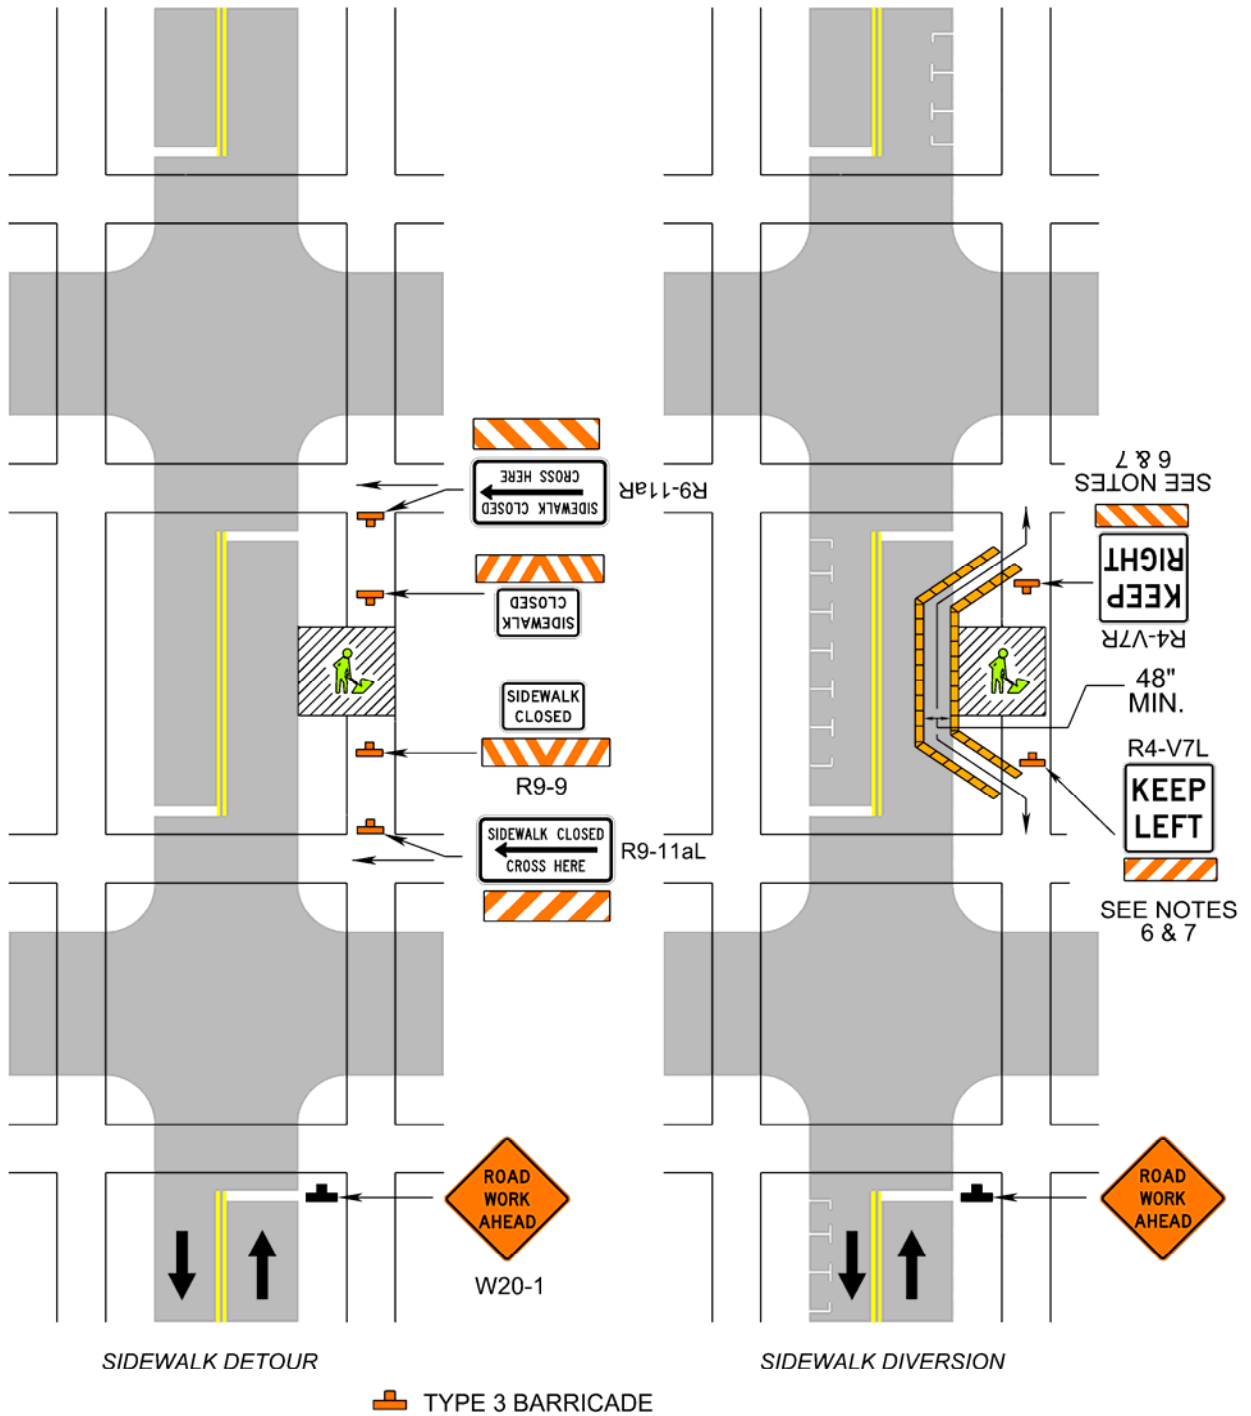 SIDEWALK CLOSED
CROSS HERE
R9-11aR
SIDEWALK
CLOSED
SIDEWALK
CLOSED
R9-9
SIDEWALK CLOSED
CROSS HERE
R9-11aL
ROAD
WORK
AHEAD
W20-1
SIDEWALK DETOUR
SEE NOTES
6 & 7
KEEP
RIGHT
R4-V7R
48"
MIN.
R4-V7L
KEEP
LEFT
SEE NOTES
6 & 7
ROAD
WORK
AHEAD
SIDEWALK DIVERSION
TYPE 3 BARRICADE